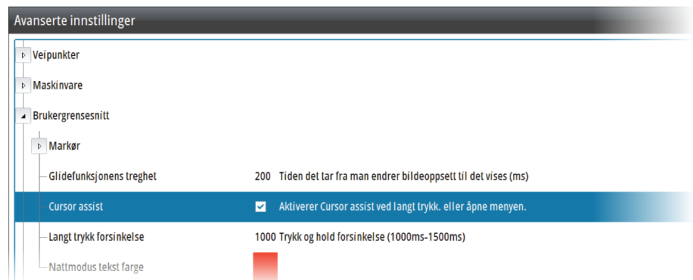 Avanserte innstillinger
Veipunkter
Maskinvare
Brukergrensesnitt
Markør
Glidefunksjonens treghet 200 Tiden det tar fra man endrer bildeoppsett til det vises (ms)
Cursor assist Aktiverer Cursor assist ved langt trykk. eller åpne menyen.
Langt trykk forsinkelse 1000 Trykk og hold forsinkelse (1000ms-1500ms)
Nattmodus tekst farge